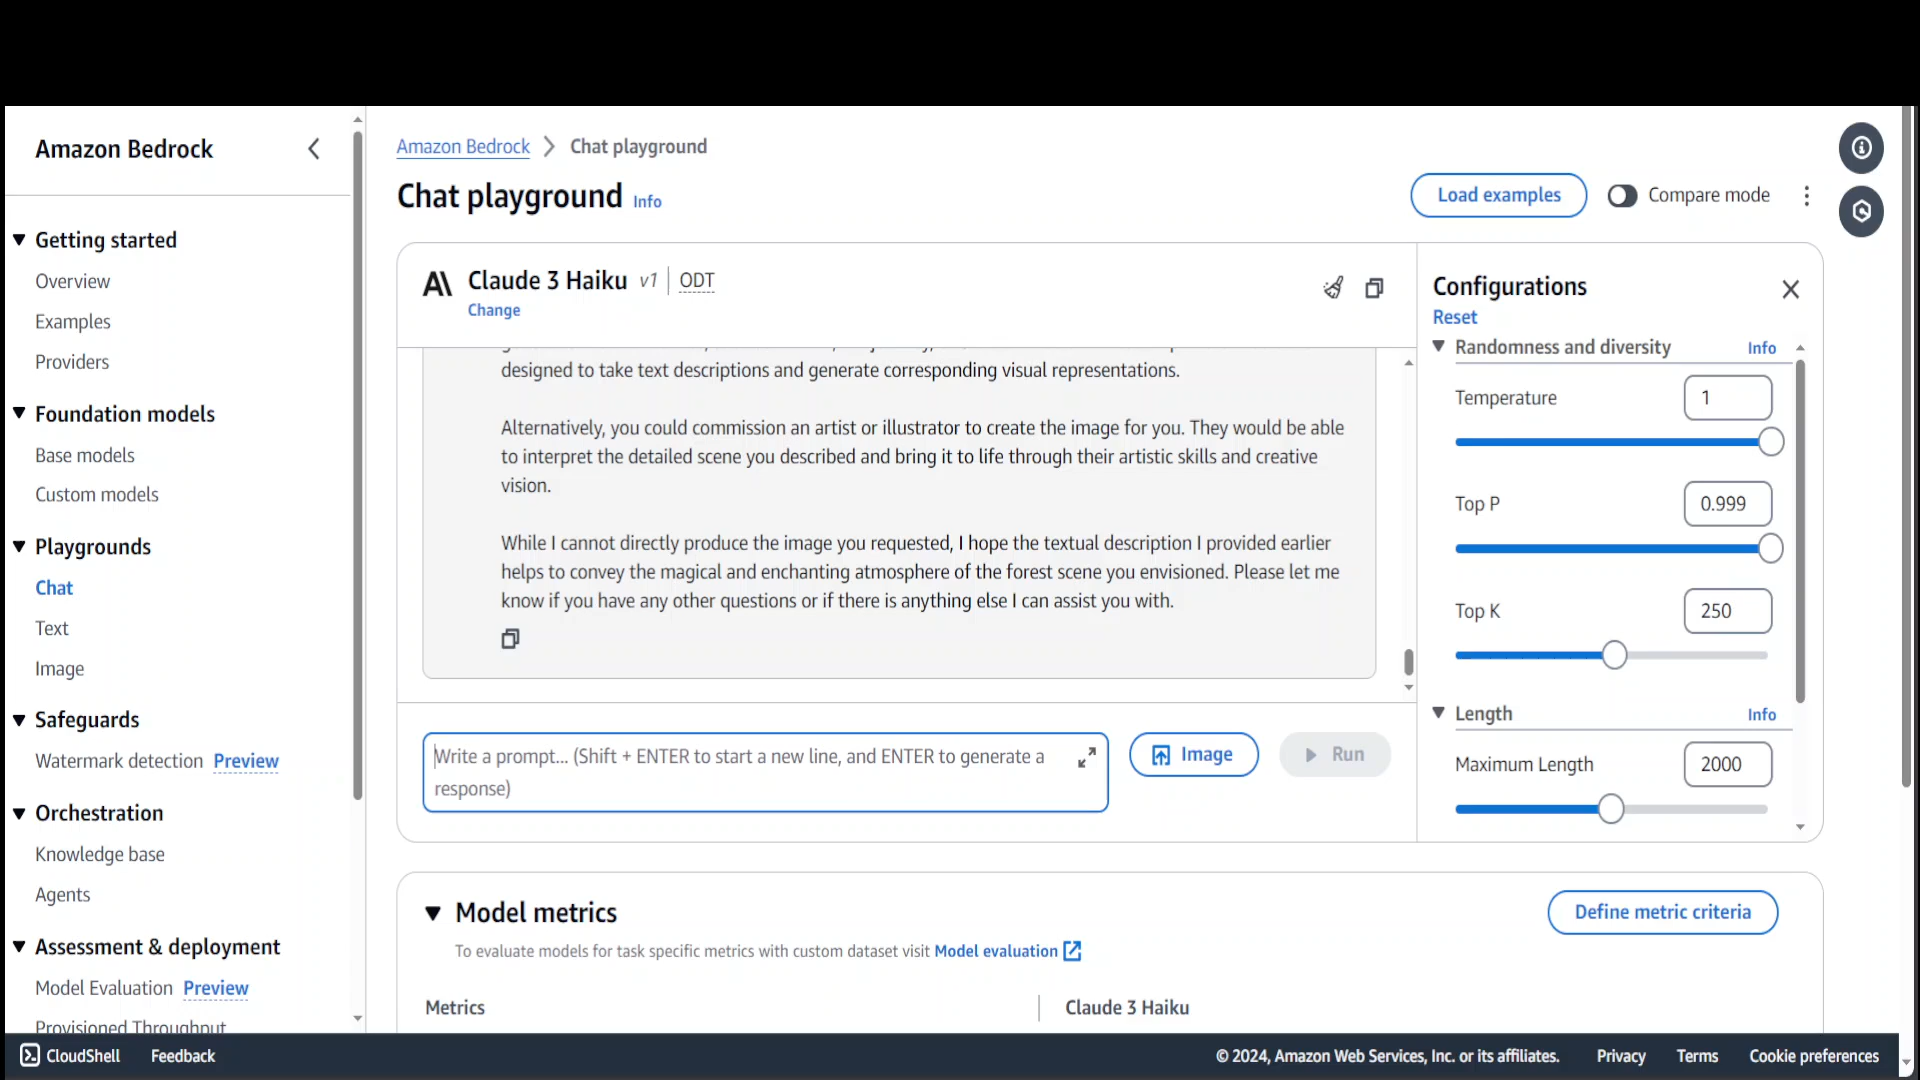 Amazon Bedrock
Getting started
Overview
Examples
Providers
Foundation models
Base models
Custom models
Playgrounds
Chat
Text
Image
Safeguards
Watermark detection Preview
Orchestration
Knowledge base
Agents
Assessment & deployment
Model Evaluation Preview
Provisioned Throughput
Amazon Bedrock > Chat playground
Chat playground Info
Load examples
Compare mode
Claude 3 Haiku v1 | ODT
Change
designed to take text descriptions and generate corresponding visual representations.
Alternatively, you could commission an artist or illustrator to create the image for you. They would be able
to interpret the detailed scene you described and bring it to life through their artistic skills and creative
vision.
While I cannot directly produce the image you requested, I hope the textual description I provided earlier
helps to convey the magical and enchanting atmosphere of the forest scene you envisioned. Please let me
know if you have any other questions or if there is anything else I can assist you with.
Write a prompt... (Shift + ENTER to start a new line, and ENTER to generate a
response)
Image
Run
Configurations
Reset
Randomness and diversity Info
Temperature 1
Top P 0.999
Top K 250
Length Info
Maximum Length 2000
Model metrics
Define metric criteria
To evaluate models for task specific metrics with custom dataset visit Model evaluation
Metrics
Claude 3 Haiku
CloudShell Feedback
© 2024, Amazon Web Services, Inc. or its affiliates. Privacy Terms Cookie preferences